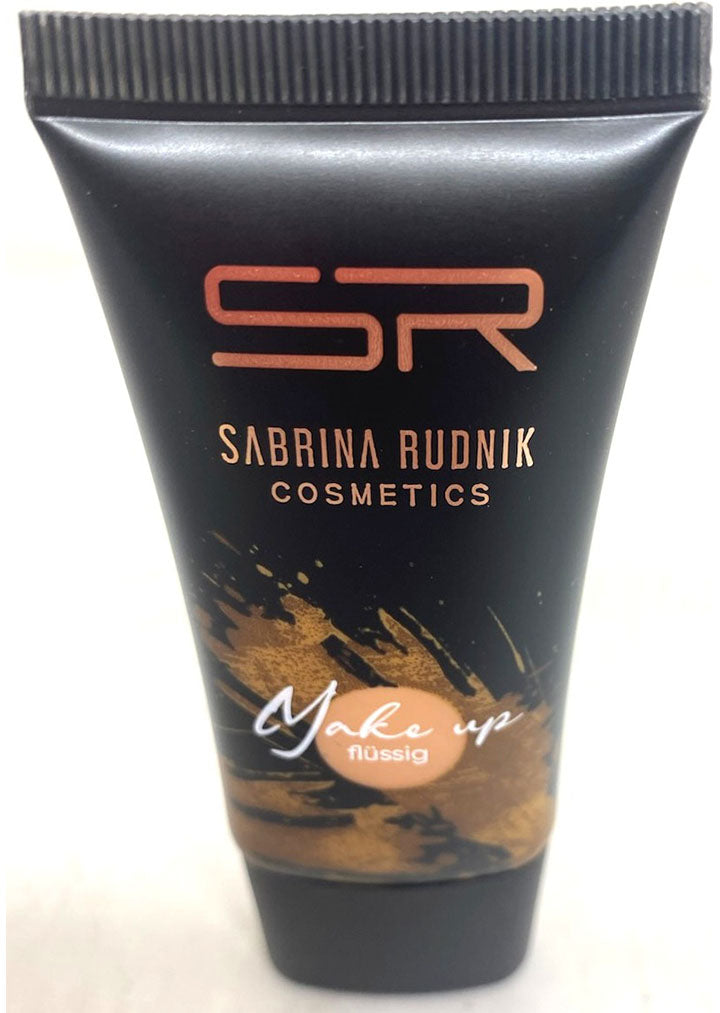 SR
SABRINA RUDNIK
COSMETICS
Make up
flüssig